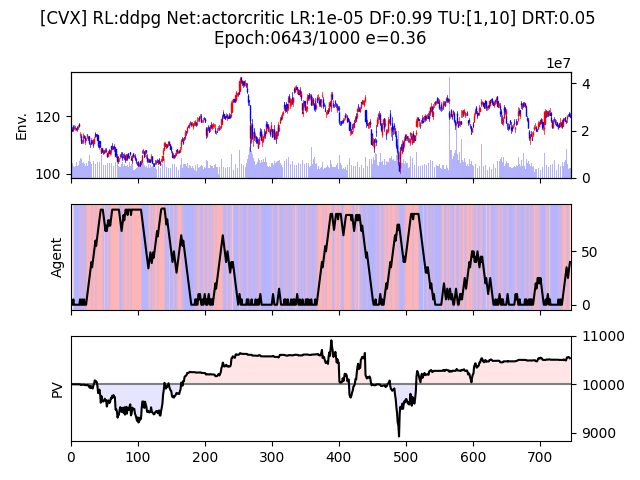 [CVX] RL:ddpg Net:actorcritic LR:1e-05 DF:0.99 TU:[1,10] DRT:0.05
Epoch:0643/1000 e=0.36
1e7
Env.
120
100
4
2
0
Agent
50
0
PV
11000
10000
9000
0 100 200 300 400 500 600 700